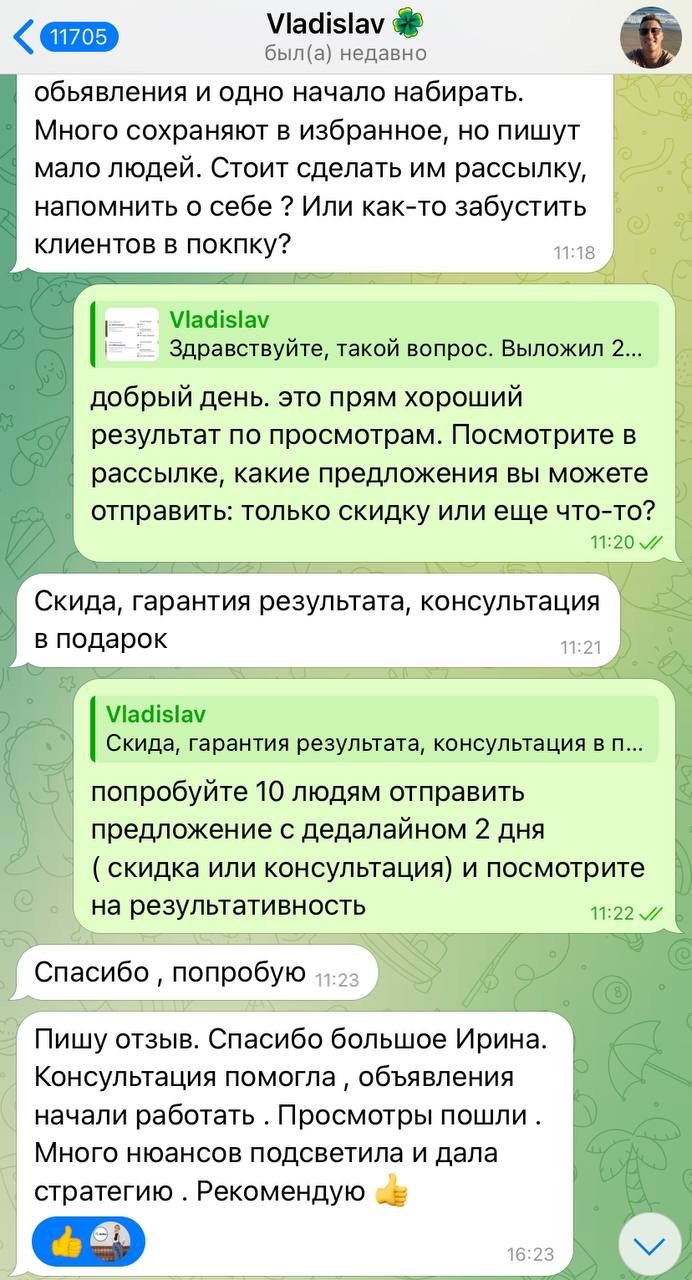 11705
Vladislav 🍀
был(а) недавно
обьявления и одно начало набирать.
Много сохраняют в избранное, но пишут
мало людей. Стоит сделать им рассылку,
напомнить о себе ? Или как-то забустить
клиентов в покпку?
11:18
Vladislav
Здравствуйте, такой вопрос. Выложил 2...
добрый день. это прям хороший
результат по просмотрам. Посмотрите в
рассылке, какие предложения вы можете
отправить: только скидку или еще что-то?
11:20
Скида, гарантия результата, консультация
в подарок
11:21
Vladislav
Скида, гарантия результата, консультация в п...
попробуйте 10 людям отправить
предложение с дедалайном 2 дня
( скидка или консультация) и посмотрите
на результативность
11:22
Спасибо , попробую 11:23
Пишу отзыв. Спасибо большое Ирина.
Консультация помогла , объявления
начали работать . Просмотры пошли .
Много нюансов подсветила и дала
стратегию . Рекомендую 👍
👍
16:23